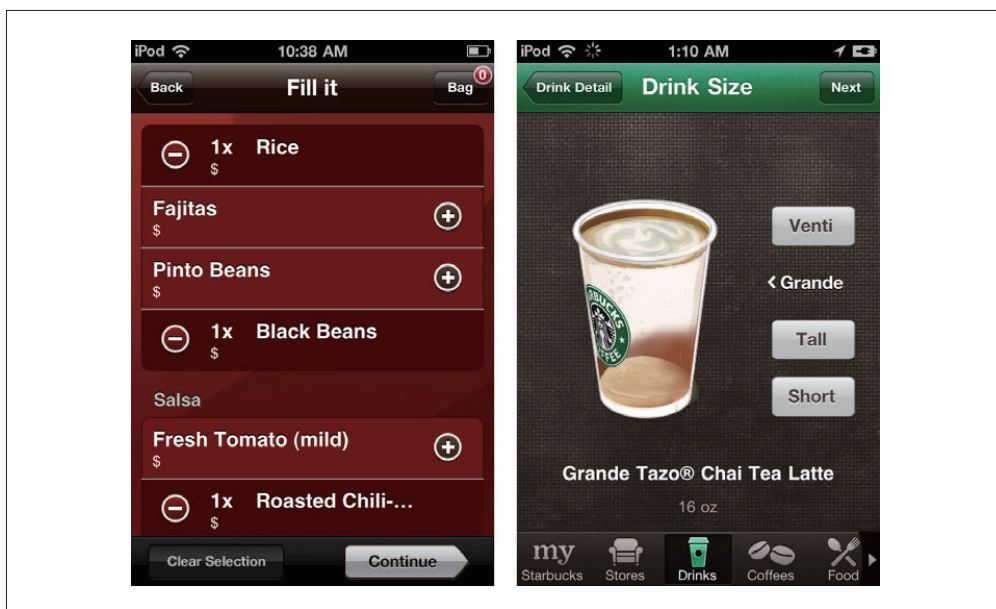 iPod
10:38 AM
Back
Fill it
Bag
0
1x Rice
$
Fajitas
$
Pinto Beans
$
1x Black Beans
$
Salsa
Fresh Tomato (mild)
$
1x Roasted Chili-...
$
Clear Selection
Continue
iPod
1:10 AM
Drink Detail
Drink Size
Next
Venti
Grande
Tall
Short
Grande Tazo® Chai Tea Latte
16 oz
my
Starbucks
Stores
Drinks
Coffees
Food